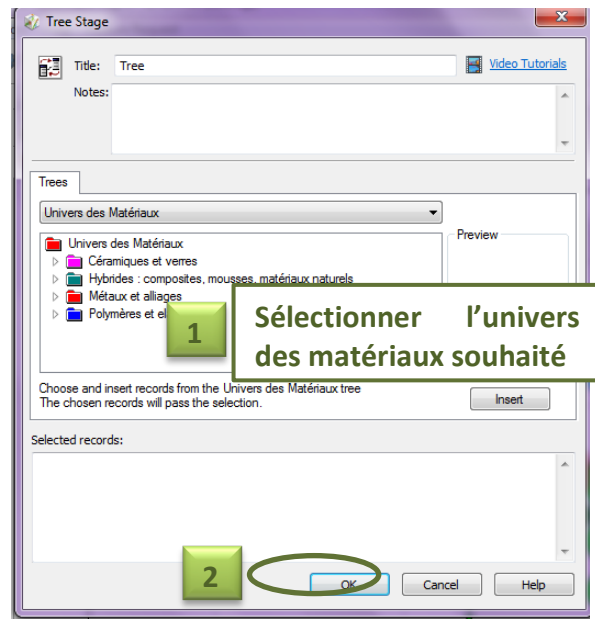 Tree Stage
Title: Tree Video Tutorials
Notes:
Trees
Univers des Matériaux
Preview
Univers des Matériaux
Céramiques et verres
Hybrides : composites, mousses, matériaux naturels
Métaux et alliages
Polymères et el
1
Sélectionner l'univers
des matériaux souhaité
Choose and insert records from the Univers des Matériaux tree
The chosen records will pass the selection.
Insert
Selected records:
2
OK Cancel Help